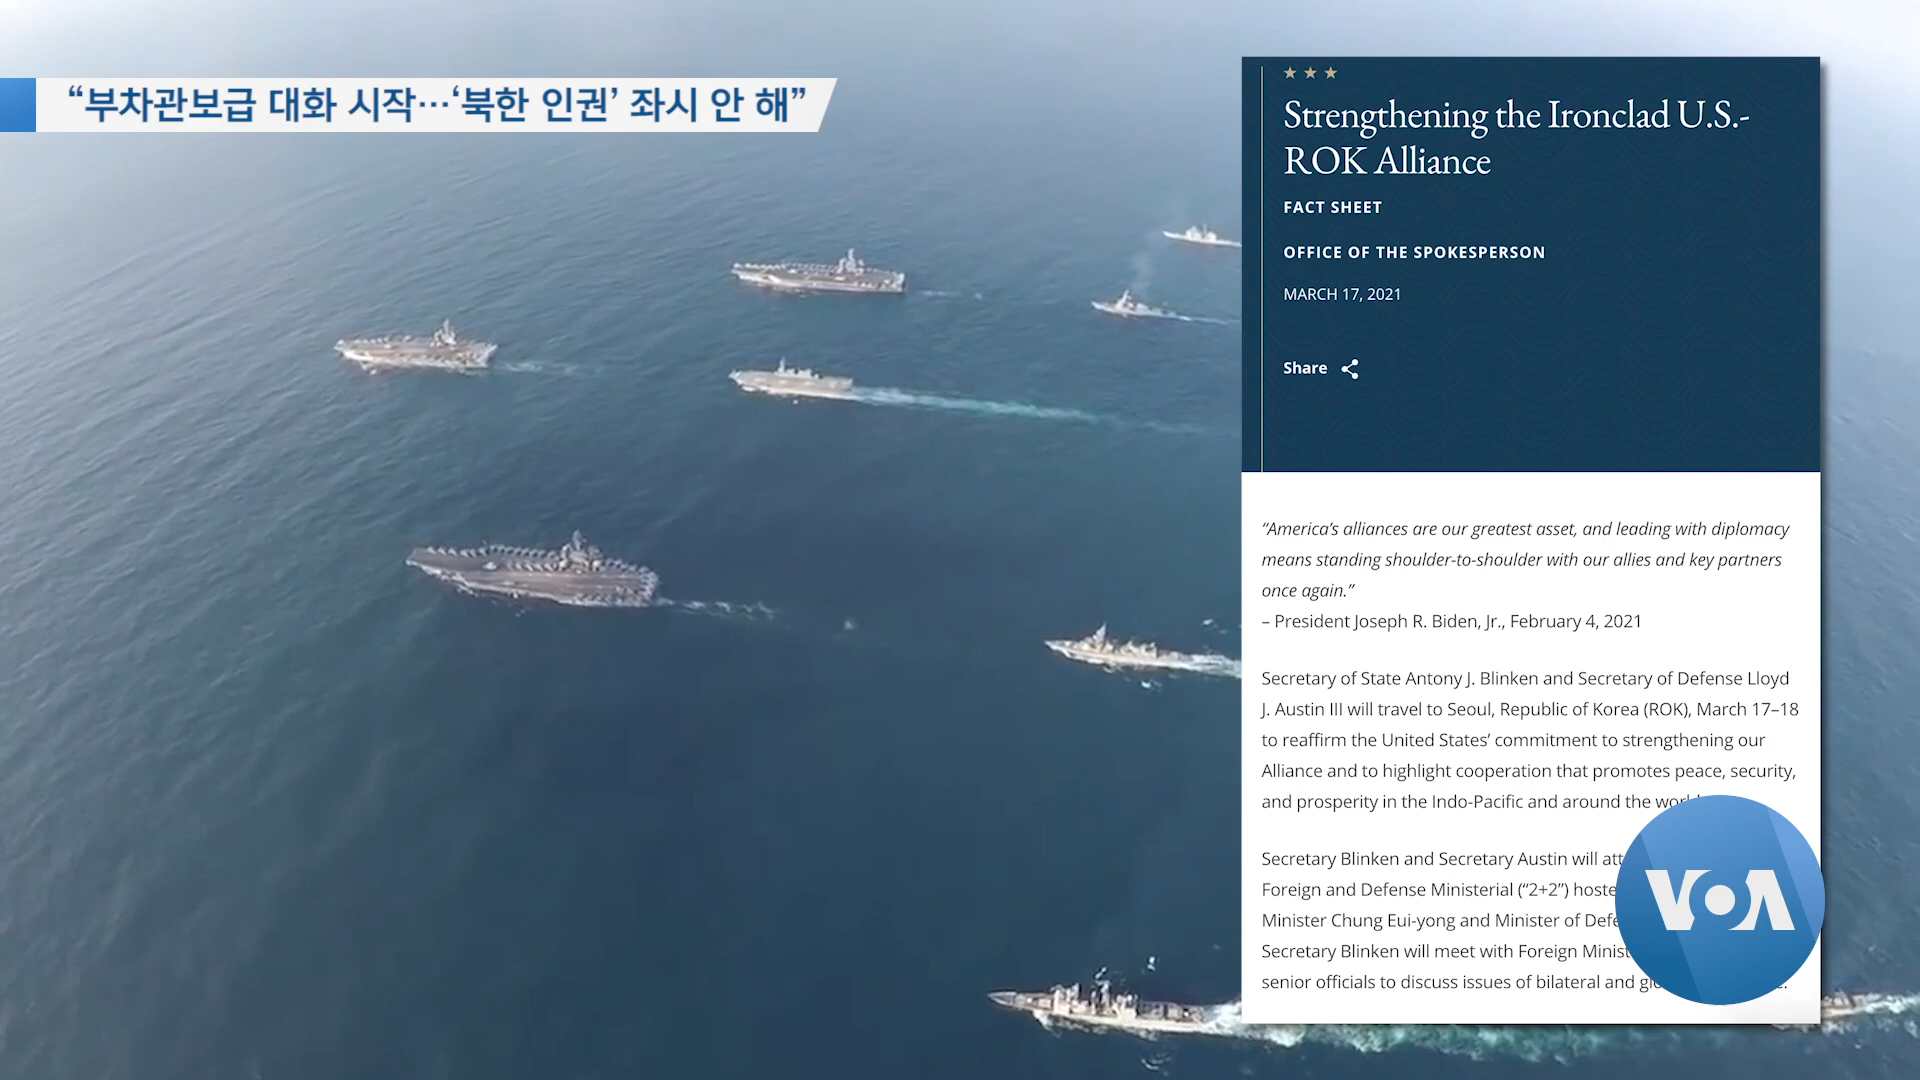 “부차관보급 대화 시작…‘북한 인권’ 좌시 안 해”
Strengthening the Ironclad U.S.-
ROK Alliance
FACT SHEET
OFFICE OF THE SPOKESPERSON
MARCH 17, 2021
Share
“America’s alliances are our greatest asset, and leading with diplomacy
means standing shoulder-to-shoulder with our allies and key partners
once again.”
– President Joseph R. Biden, Jr., February 4, 2021
Secretary of State Antony J. Blinken and Secretary of Defense Lloyd
J. Austin III will travel to Seoul, Republic of Korea (ROK), March 17–18
to reaffirm the United States’ commitment to strengthening our
Alliance and to highlight cooperation that promotes peace, security,
and prosperity in the Indo-Pacific and around the
Secretary Blinken and Secretary Austin will
Foreign and Defense Ministerial (“2+2”)
Minister Chung Eui-yong and Minister of
Secretary Blinken will meet with Foreign
senior officials to discuss issues of bilateral and
VOA